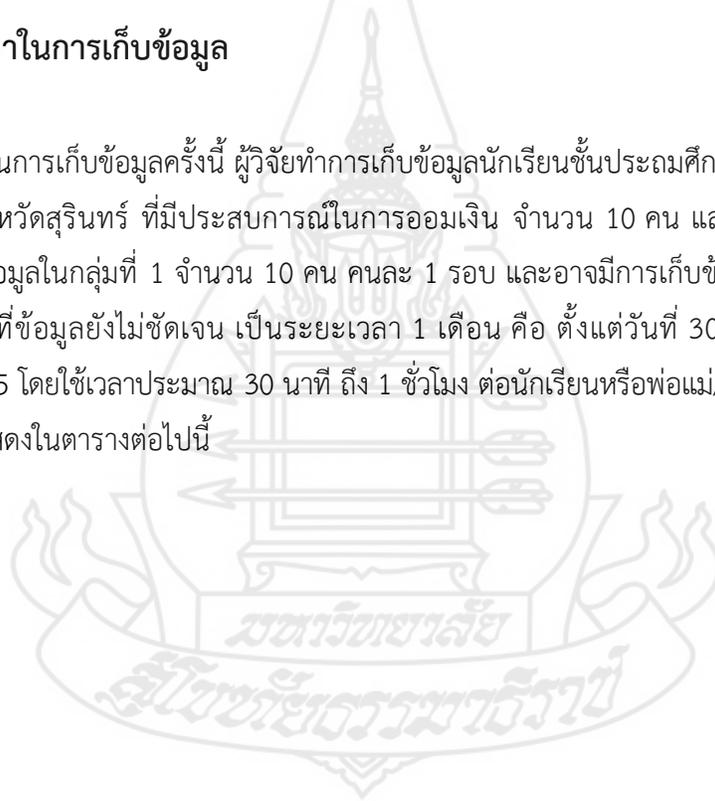 าในการเก็บข้อมูล
นการเก็บข้อมูลครั้งนี้ ผู้วิจัยทำการเก็บข้อมูลนักเรียนชั้นประถมศึก
หวัดสุรินทร์ ที่มีประสบการณ์ในการออมเงิน จำนวน 10 คน แล
อมูลในกลุ่มที่ 1 จำนวน 10 คน คนละ 1 รอบ และอาจมีการเก็บข้
ที่ข้อมูลยังไม่ชัดเจน เป็นระยะเวลา 1 เดือน คือ ตั้งแต่วันที่ 30
5 โดยใช้เวลาประมาณ 30 นาที ถึง 1 ชั่วโมง ต่อนักเรียนหรือพ่อแม่/
สดงในตารางต่อไปนี้
มหาวิทยาลัย
สุโขทัยธรรมาธิราช